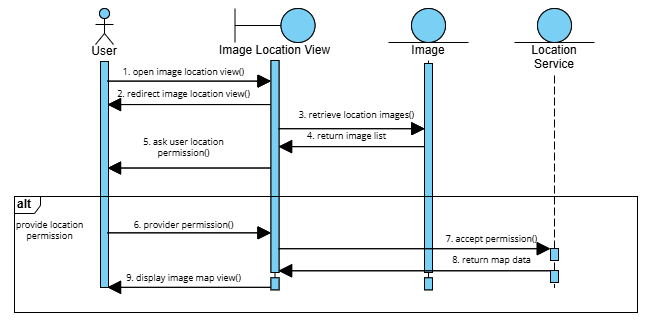 User
Image Location View
Image
Location
Service
1. open image location view()
2. redirect image location view()
3. retrieve location images()
4. return image list
5. ask user location
permission()
alt
provide location
permission
6. provider permission()
7. accept permission()
8. return map data
9. display image map view()